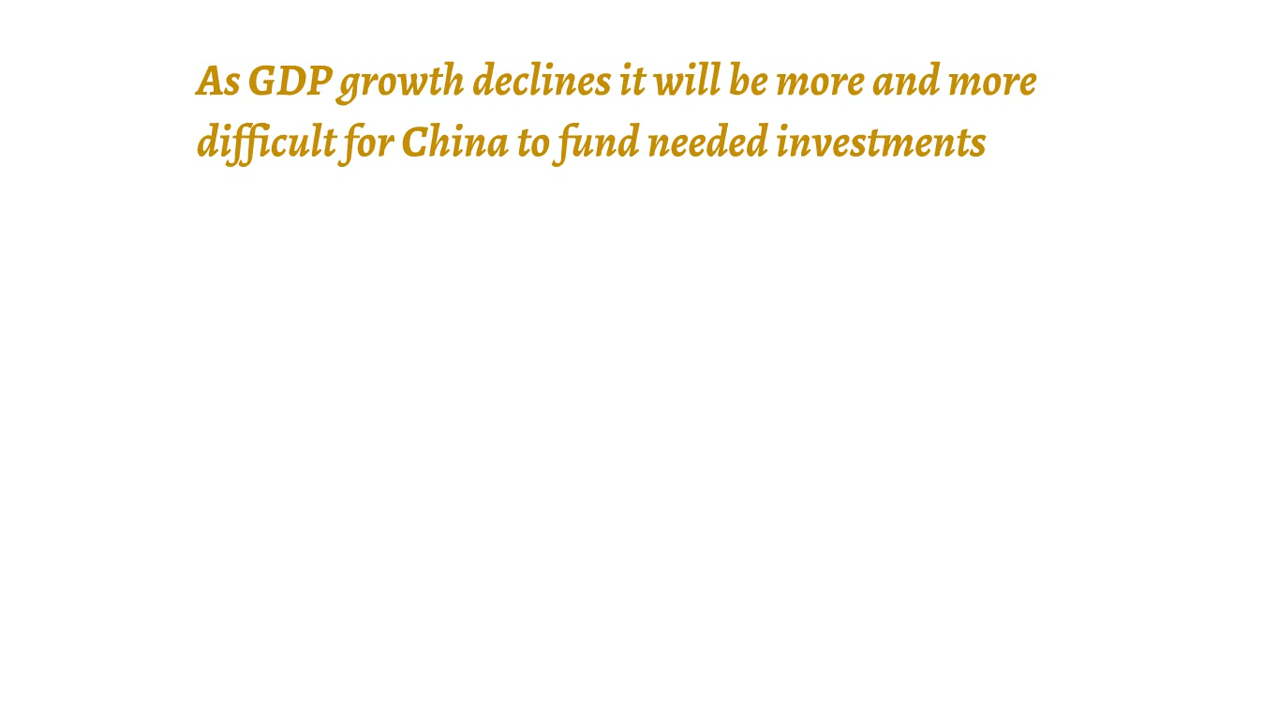 As GDP growth declines it will be more and more
difficult for China to fund needed investments